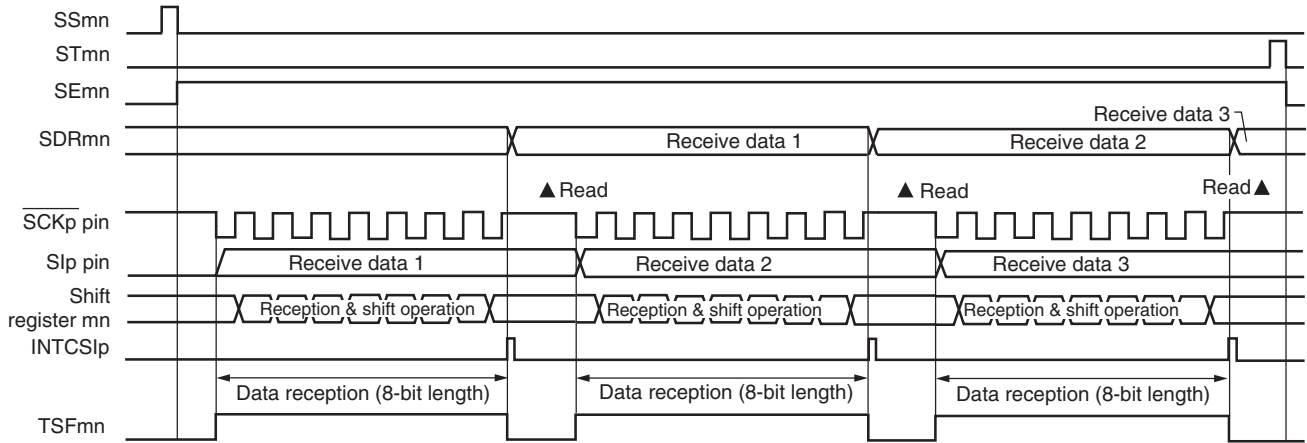 SSmn
STmn
SEmn
Receive data 3
SDRmn
Receive data 1
Receive data 2
▲ Read
▲ Read
Read ▲
SCKp pin
SIp pin
Receive data 1
Receive data 2
Receive data 3
Shift
register mn
Reception & shift operation
Reception & shift operation
Reception & shift operation
INTCSIp
Data reception (8-bit length)
Data reception (8-bit length)
Data reception (8-bit length)
TSFmn